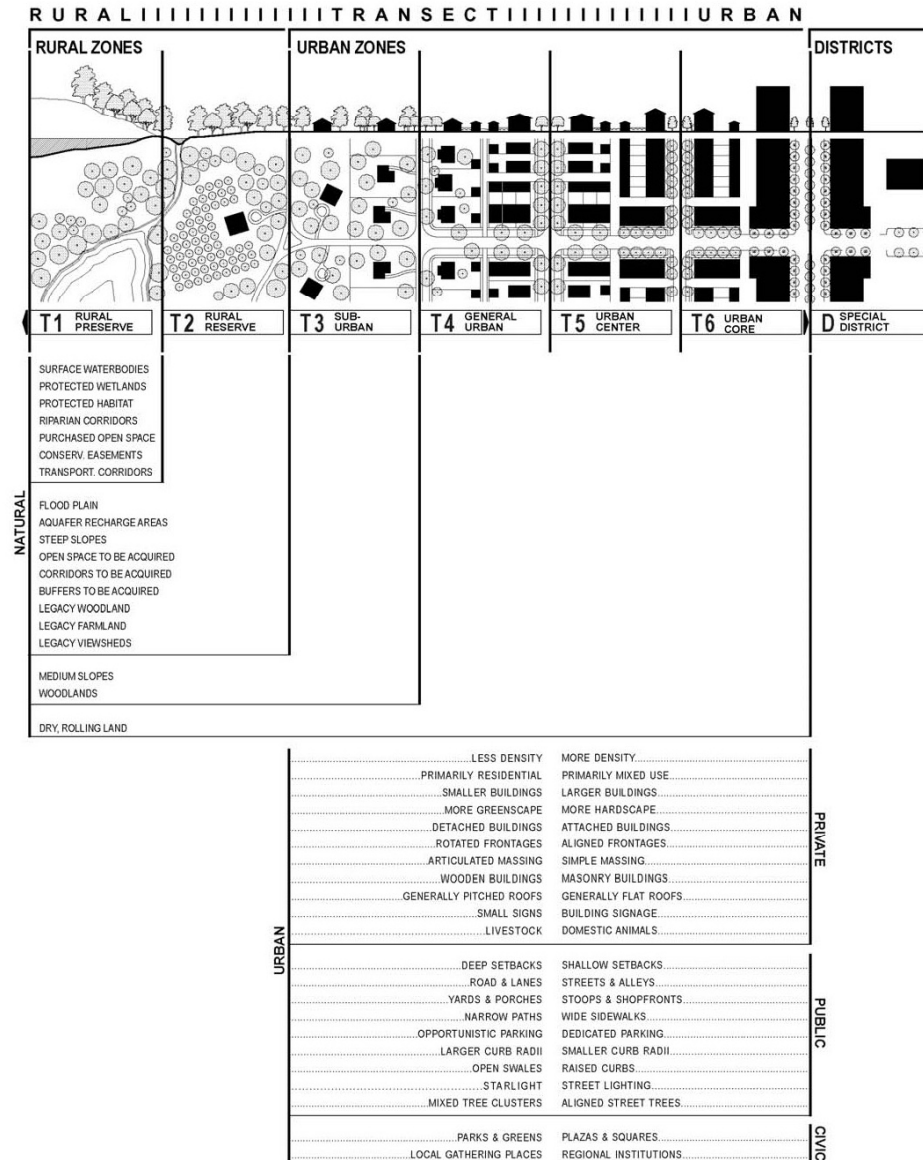 RURALIIIIIIIIIIIIIITRANSECTIIIIIIIIIIIIIIURBAN
RURAL ZONES
URBAN ZONES
DISTRICTS
T1 RURAL
PRESERVE
T2 RURAL
RESERVE
T3 SUB-
URBAN
T4 GENERAL
URBAN
T5 URBAN
CENTER
T6 URBAN
CORE
D SPECIAL
DISTRICT
NATURAL
SURFACE WATERBODIES
PROTECTED WETLANDS
PROTECTED HABITAT
RIPARIAN CORRIDORS
PURCHASED OPEN SPACE
CONSERV. EASEMENTS
TRANSPORT. CORRIDORS
FLOOD PLAIN
AQUAFER RECHARGE AREAS
STEEP SLOPES
OPEN SPACE TO BE ACQUIRED
CORRIDORS TO BE ACQUIRED
BUFFERS TO BE ACQUIRED
LEGACY WOODLAND
LEGACY FARMLAND
LEGACY VIEWSHEDS
MEDIUM SLOPES
WOODLANDS
DRY, ROLLING LAND
URBAN
PRIVATE
LESS DENSITY MORE DENSITY
PRIMARILY RESIDENTIAL PRIMARILY MIXED USE
SMALLER BUILDINGS LARGER BUILDINGS
MORE GREENSCAPE MORE HARDSCAPE
DETACHED BUILDINGS ATTACHED BUILDINGS
ROTATED FRONTAGES ALIGNED FRONTAGES
ARTICULATED MASSING SIMPLE MASSING
WOODEN BUILDINGS MASONRY BUILDINGS
GENERALLY PITCHED ROOFS GENERALLY FLAT ROOFS
SMALL SIGNS BUILDING SIGNAGE
LIVESTOCK DOMESTIC ANIMALS
PUBLIC
DEEP SETBACKS SHALLOW SETBACKS
ROAD & LANES STREETS & ALLEYS
YARDS & PORCHES STOOPS & SHOPFRONTS
NARROW PATHS WIDE SIDEWALKS
OPPORTUNISTIC PARKING DEDICATED PARKING
LARGER CURB RADII SMALLER CURB RADII
OPEN SWALES RAISED CURBS
STARLIGHT STREET LIGHTING
MIXED TREE CLUSTERS ALIGNED STREET TREES
CIVIC
PARKS & GREENS PLAZAS & SQUARES
LOCAL GATHERING PLACES REGIONAL INSTITUTIONS